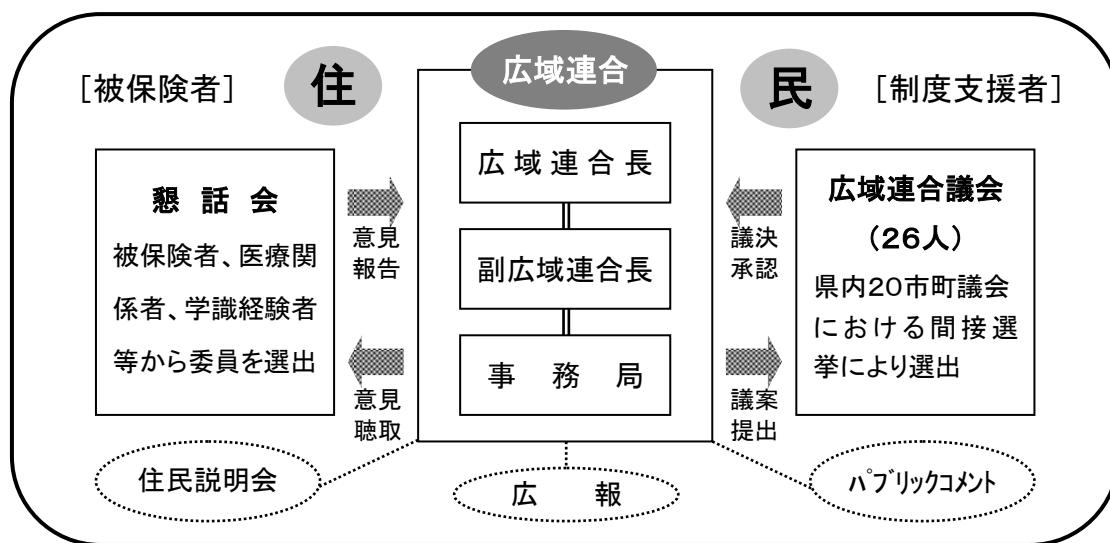 広域連合
[被保険者]
住
民
[制度支援者]
懇話会
被保険者、医療関
係者、学識経験者
等から委員を選出
意見
報告
意見
聴取
広域連合長
副広域連合長
事務局
議決
承認
議案
提出
広域連合議会
(26人)
県内20市町議会
における間接選
挙により選出
住民説明会
広報
パブリックコメント